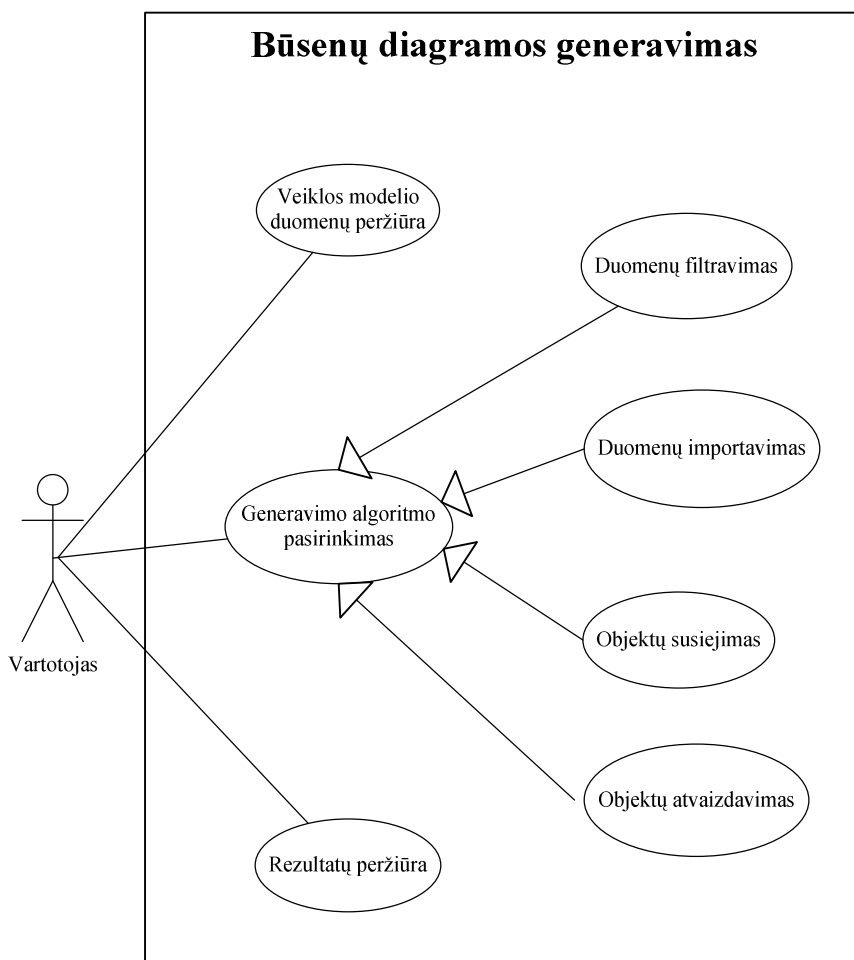 Būsenų diagramos generavimas
Veiklos modelio
duomenų peržiūra
Duomenų filtravimas
Duomenų importavimas
Generavimo algoritmo
pasirinkimas
Objektų susiejimas
Vartotojas
Objektų atvaizdavimas
Rezultatų peržiūra